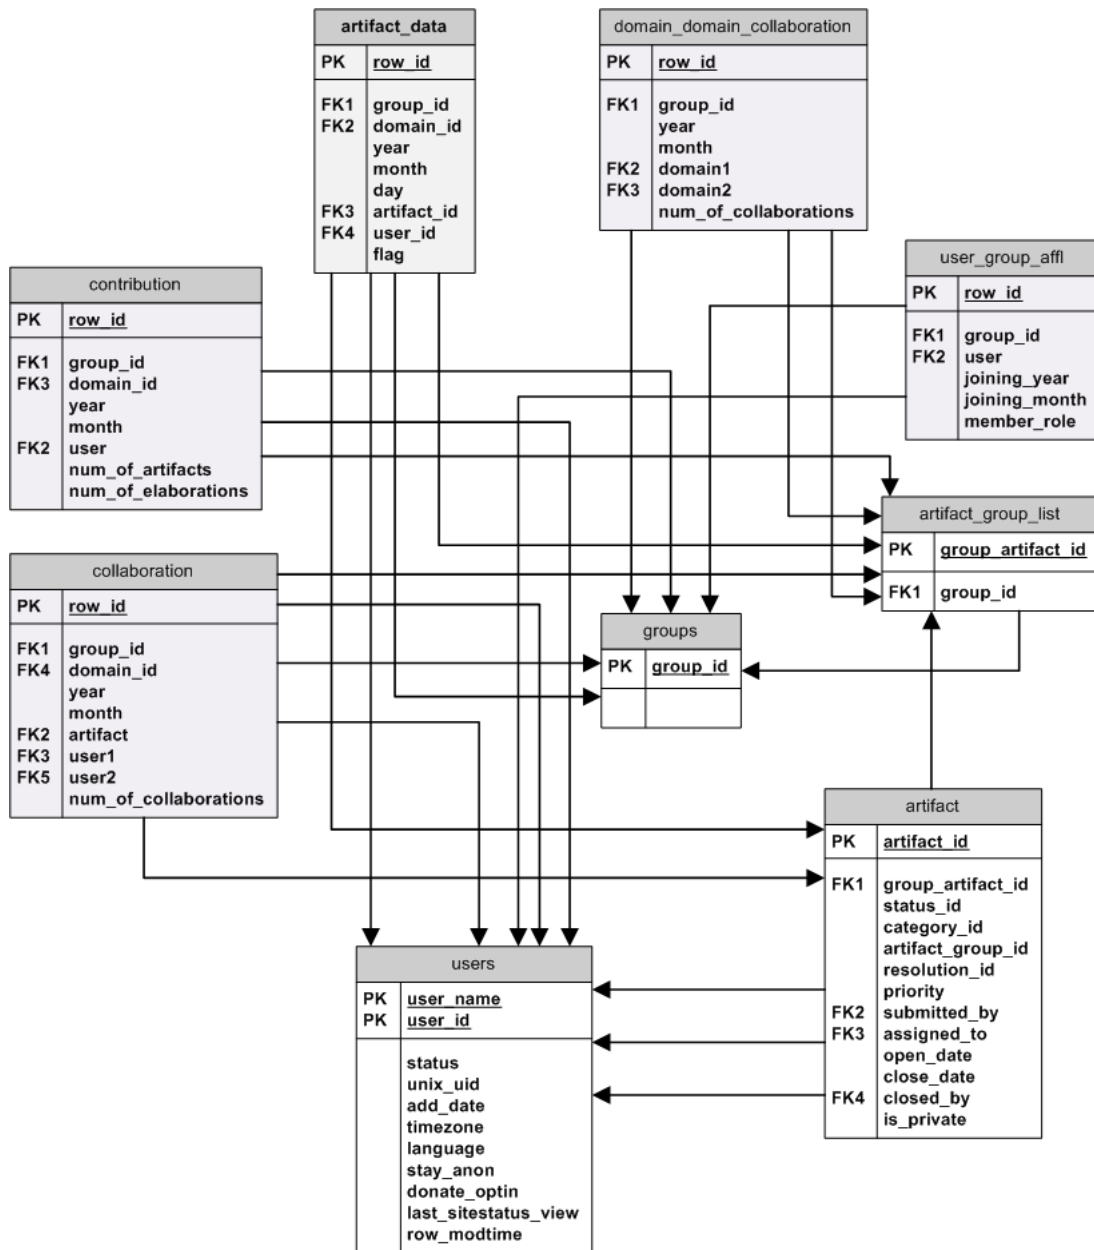 artifact_data
PK row_id
FK1 group_id
FK2 domain_id
year
month
day
FK3 artifact_id
FK4 user_id
flag
domain_domain_collaboration
PK row_id
FK1 group_id
year
month
FK2 domain1
FK3 domain2
num_of_collaborations
user_group_affl
PK row_id
FK1 group_id
FK2 user
joining_year
joining_month
member_role
contribution
PK row_id
FK1 group_id
FK3 domain_id
year
month
FK2 user
num_of_artifacts
num_of_elaborations
artifact_group_list
PK group_artifact_id
FK1 group_id
collaboration
PK row_id
FK1 group_id
FK4 domain_id
year
month
FK2 artifact
FK3 user1
FK5 user2
num_of_collaborations
groups
PK group_id
artifact
PK artifact_id
FK1 group_artifact_id
status_id
category_id
artifact_group_id
resolution_id
priority
FK2 submitted_by
FK3 assigned_to
open_date
close_date
FK4 closed_by
is_private
users
PK user_name
PK user_id
status
unix_uid
add_date
timezone
language
stay_anon
donate_optin
last_sitestatus_view
row_modtime